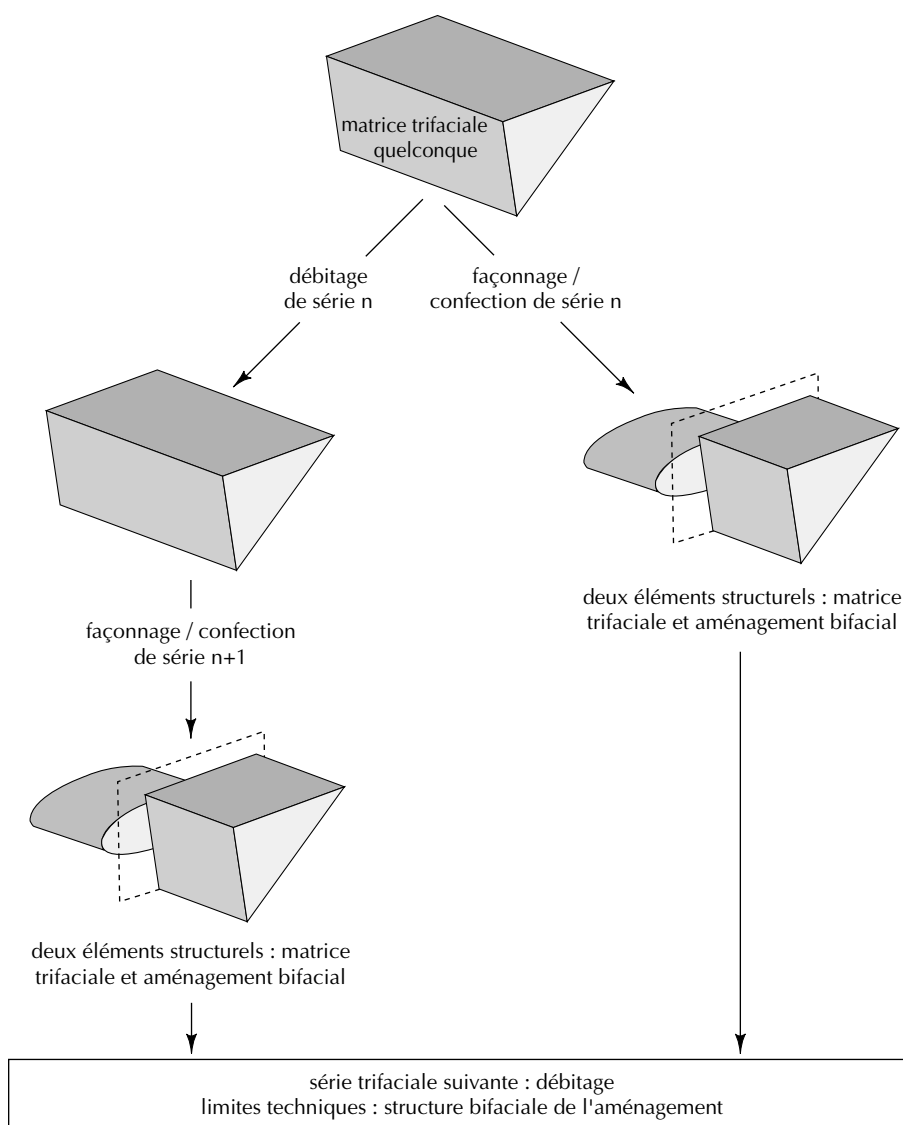 matrice trifaciale
quelconque
débitage
de série n
façonnage /
confection de série n
deux éléments structurels : matrice
trifaciale et aménagement bifacial
façonnage / confection
de série n+1
deux éléments structurels : matrice
trifaciale et aménagement bifacial
série trifaciale suivante : débitage
limites techniques : structure bifaciale de l'aménagement